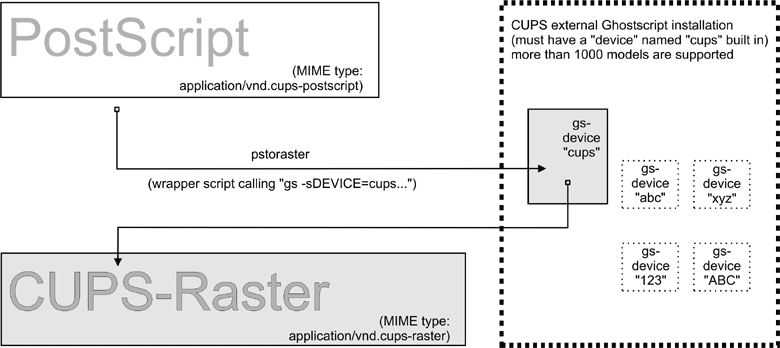 PostScript
(MIME type:
application/vnd.cups-postscript)
CUPS external Ghostscript installation
(must have a "device" named "cups" built in)
more than 1000 models are supported
gs-
device
"cups"
pstoraster
(wrapper script calling "gs -sDEVICE=cups...")
gs-
device
"abc"
gs-
device
"xyz"
gs-
device
"123"
gs-
device
"ABC"
CUPS-Raster
(MIME type:
application/vnd.cups-raster)